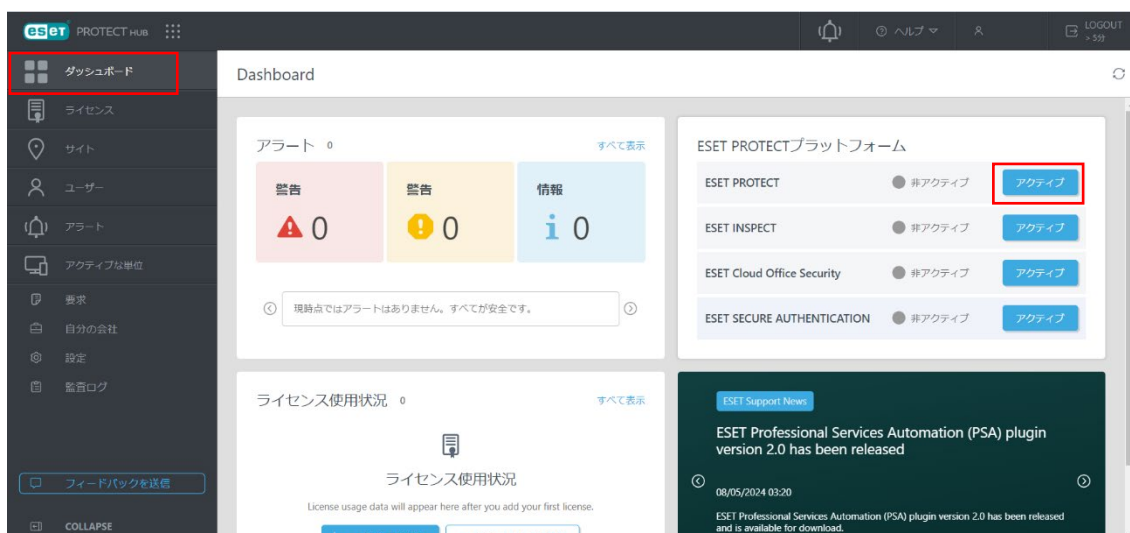 eset PROTECT HUB
ヘルプ
LOGOUT
> 5分
ダッシュボード
ライセンス
サイト
ユーザー
アラート
アクティブな単位
要求
自分の会社
設定
監査ログ
フィードバックを送信
COLLAPSE
Dashboard
アラート 0
すべて表示
警告
0
警告
0
情報
0
現時点ではアラートはありません。すべてが安全です。
ESET PROTECTプラットフォーム
ESET PROTECT 非アクティブ アクティブ
ESET INSPECT 非アクティブ アクティブ
ESET Cloud Office Security 非アクティブ アクティブ
ESET SECURE AUTHENTICATION 非アクティブ アクティブ
ライセンス使用状況 0
すべて表示
ライセンス使用状況
License usage data will appear here after you add your first license.
ESET Support News
ESET Professional Services Automation (PSA) plugin
version 2.0 has been released
08/05/2024 03:20
ESET Professional Services Automation (PSA) plugin version 2.0 has been released
and is available for download.